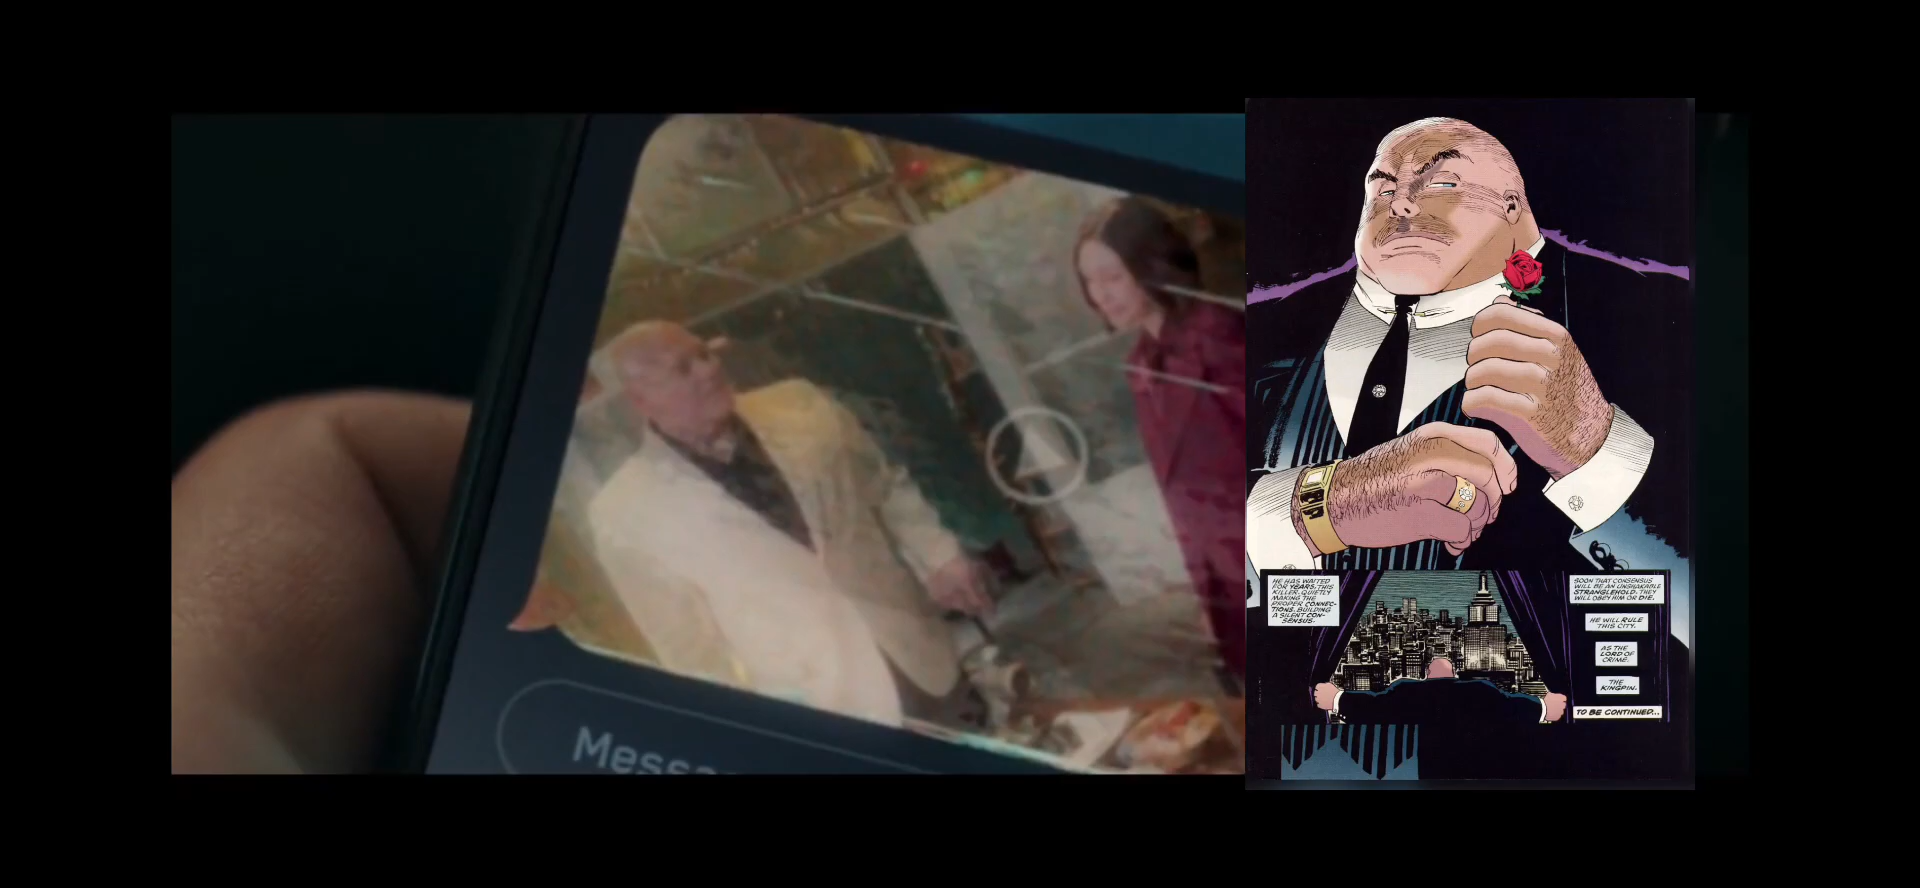 Messa
HE HAS WAITED
FOR YEARS, THIS
KILLER. QUIETLY
MAKING THE
PROPER CONNEC-
TIONS. BUILDING
A SILENT CON-
SENSUS.
SOON THAT CONSENSUS
WILL BE AN UNSHAKABLE
STRANGLEHOLD. THEY
WILL OBEY HIM OR DIE.
HE WILL RULE
THIS CITY.
AS THE
LORD OF
CRIME.
THE
KINGPIN.
TO BE CONTINUED...